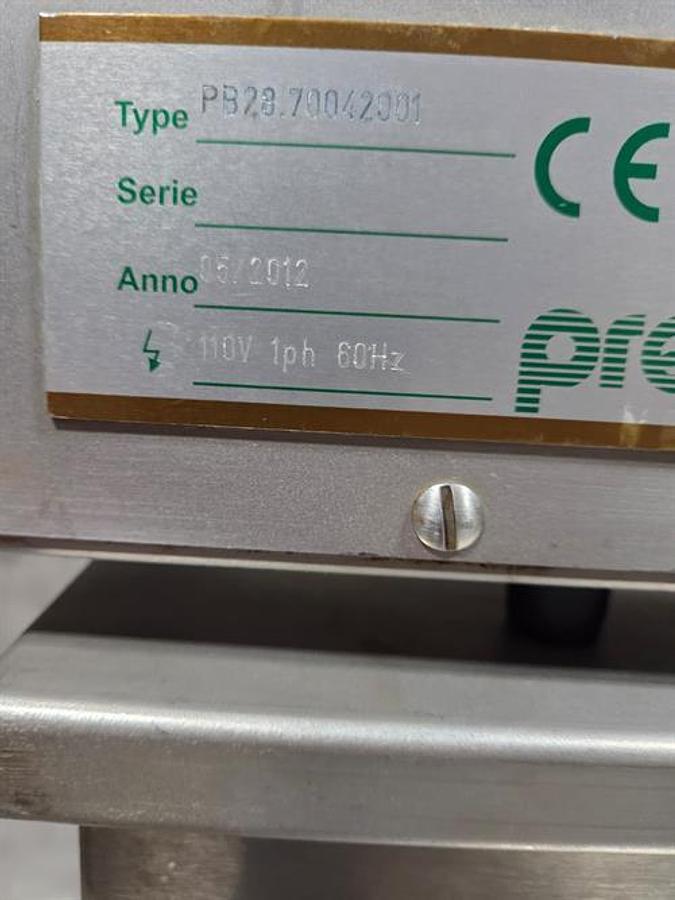 Type PB28.70042001
Serie
Anno 05/2012
110V 1ph 60Hz
CE
pre